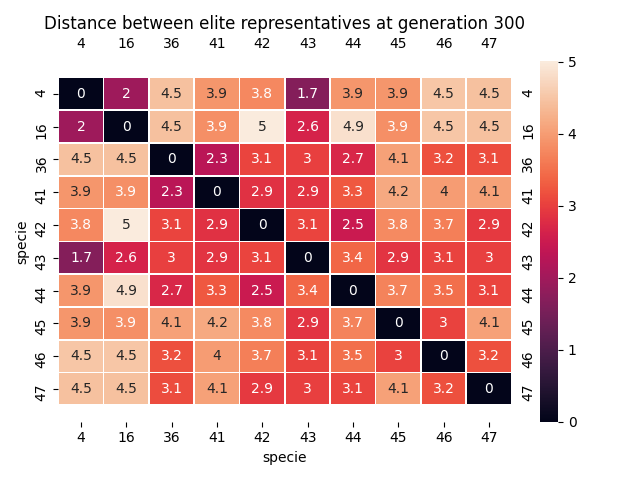 Distance between elite representatives at generation 300
4 16 36 41 42 43 44 45 46 47
4 0 2 4.5 3.9 3.8 1.7 3.9 3.9 4.5 4.5 4
16 2 0 4.5 3.9 5 2.6 4.9 3.9 4.5 4.5 16
36 4.5 4.5 0 2.3 3.1 3 2.7 4.1 3.2 3.1 36
41 3.9 3.9 2.3 0 2.9 2.9 3.3 4.2 4 4.1 41
42 3.8 5 3.1 2.9 0 3.1 2.5 3.8 3.7 2.9 42
43 1.7 2.6 3 2.9 3.1 0 3.4 2.9 3.1 3 43
44 3.9 4.9 2.7 3.3 2.5 3.4 0 3.7 3.5 3.1 44
45 3.9 3.9 4.1 4.2 3.8 2.9 3.7 0 3 4.1 45
46 4.5 4.5 3.2 4 3.7 3.1 3.5 3 0 3.2 46
47 4.5 4.5 3.1 4.1 2.9 3 3.1 4.1 3.2 0 47
4 16 36 41 42 43 44 45 46 47
specie
specie
5
4
3
2
1
0